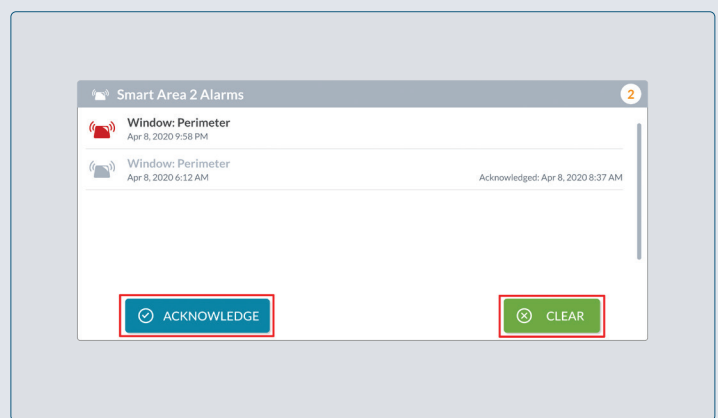 Smart Area 2 Alarms
2
Window: Perimeter
Apr 8, 2020 9:58 PM
Window: Perimeter
Apr 8, 2020 6:12 AM
Acknowledged: Apr 8, 2020 8:37 AM
ACKNOWLEDGE
CLEAR